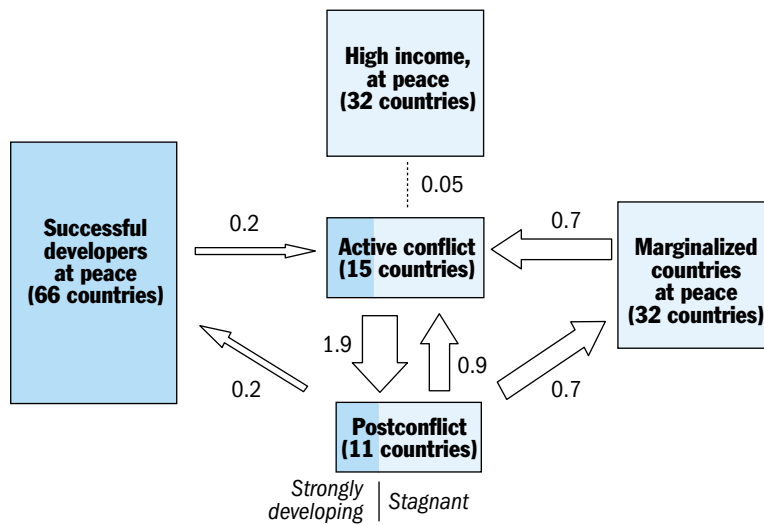 High income,
at peace
(32 countries)
0.05
Successful
developers
at peace
(66 countries)
0.2
Active conflict
(15 countries)
0.7
Marginalized
countries
at peace
(32 countries)
1.9
0.9
0.2
0.7
Postconflict
(11 countries)
Strongly
developing
Stagnant